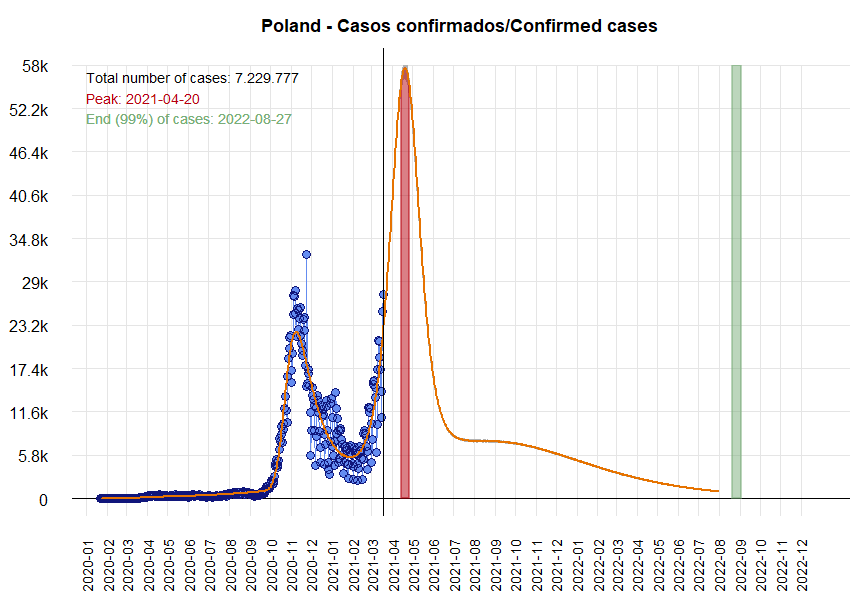 Poland - Casos confirmados/Confirmed cases
58k
Total number of cases: 7.229.777
Peak: 2021-04-20
End (99%) of cases: 2022-08-27
52.2k
46.4k
40.6k
34.8k
29k
23.2k
17.4k
11.6k
5.8k
0
2020-01
2020-02
2020-03
2020-04
2020-05
2020-06
2020-07
2020-08
2020-09
2020-10
2020-11
2020-12
2021-01
2021-02
2021-03
2021-04
2021-05
2021-06
2021-07
2021-08
2021-09
2021-10
2021-11
2021-12
2022-01
2022-02
2022-03
2022-04
2022-05
2022-06
2022-07
2022-08
2022-09
2022-10
2022-11
2022-12